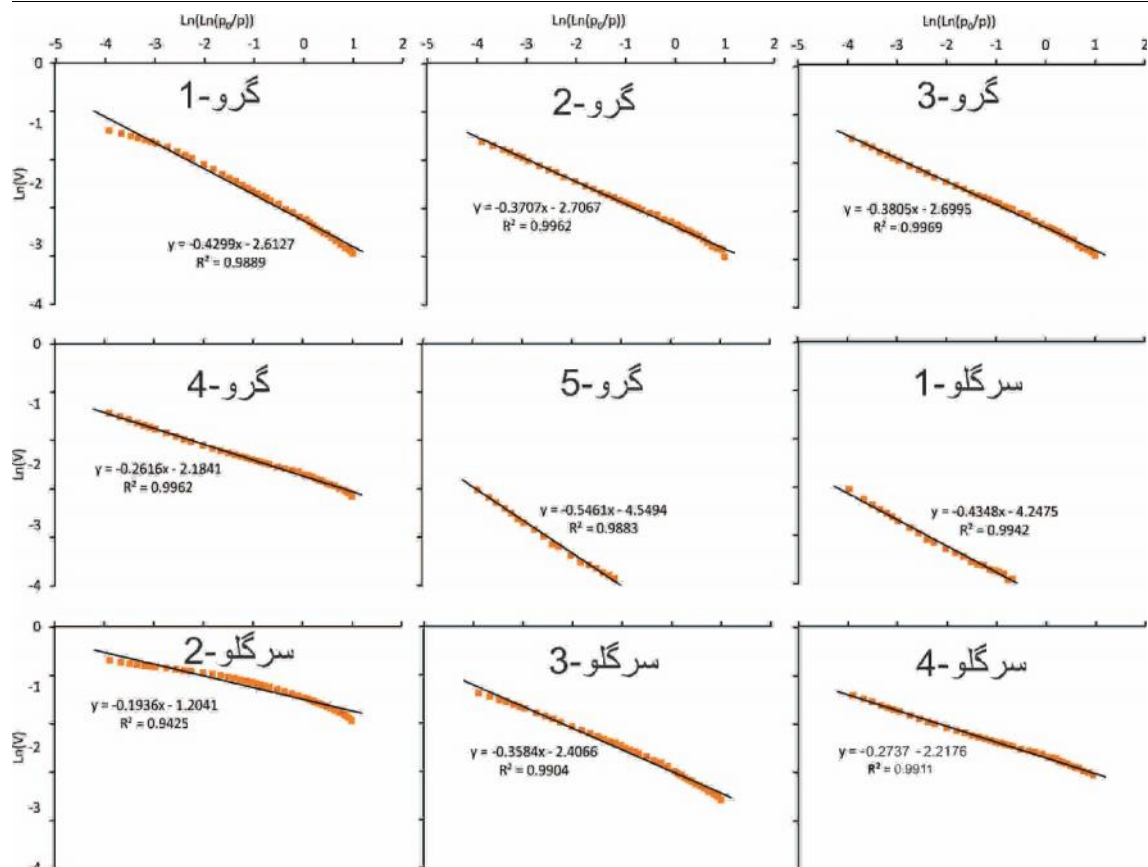 Ln(Ln(p₀/p)) Ln(Ln(p₀/p)) Ln(Ln(p₀/p))
-5 -4 -3 -2 -1 0 1 2
-5 -4 -3 -2 -1 0 1 2
-5 -4 -3 -2 -1 0 1 2
Ln(V)
0
-1
-2
-3
-4
گرو-1
y = -0.4299x - 2.6127
R² = 0.9889
گرو-2
y = -0.3707x - 2.7067
R² = 0.9962
گرو-3
y = -0.3805x - 2.6995
R² = 0.9969
Ln(V)
0
-1
-2
-3
-4
گرو-4
y = -0.2616x - 2.1841
R² = 0.9962
گرو-5
y = -0.5461x - 4.5494
R² = 0.9883
سرگلو-1
y = -0.4348x - 4.2475
R² = 0.9942
Ln(V)
0
-1
-2
-3
-4
سرگلو-2
y = -0.1936x - 1.2041
R² = 0.9425
سرگلو-3
y = -0.3584x - 2.4066
R² = 0.9904
سرگلو-4
y = -0.2737 - 2.2176
R² = 0.9911